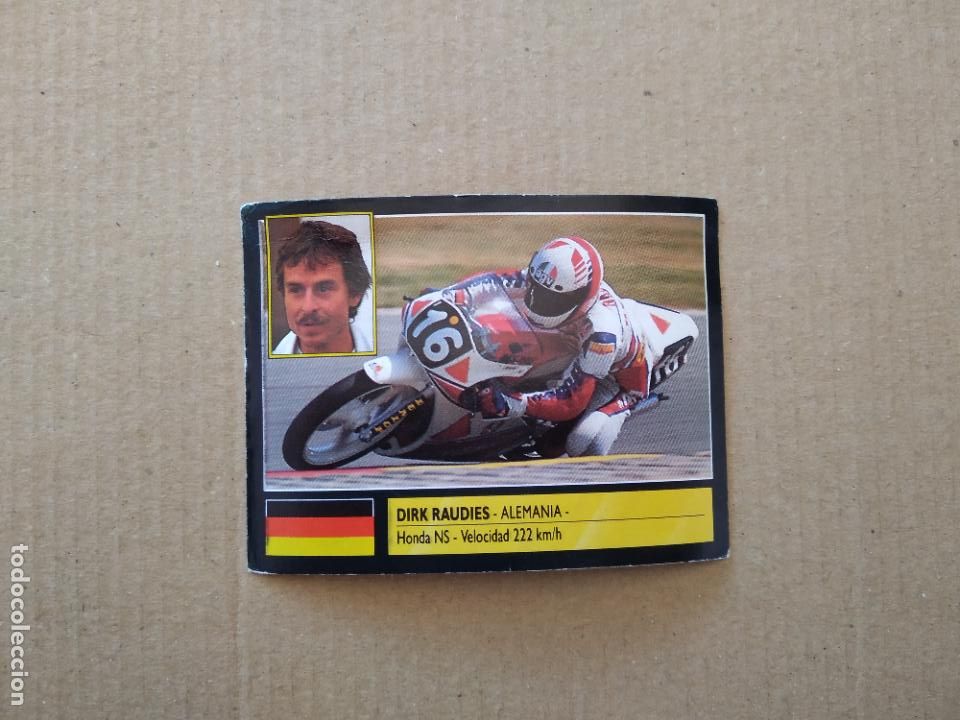 16
DIRK RAUDIES - ALEMANIA -
Honda NS - Velocidad 222 km/h
todocoleccion